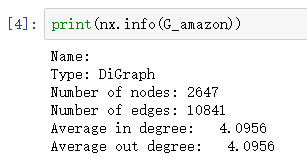 [4]: print(nx.info(G_amazon))
Name:
Type: DiGraph
Number of nodes: 2647
Number of edges: 10841
Average in degree:   4.0956
Average out degree:   4.0956